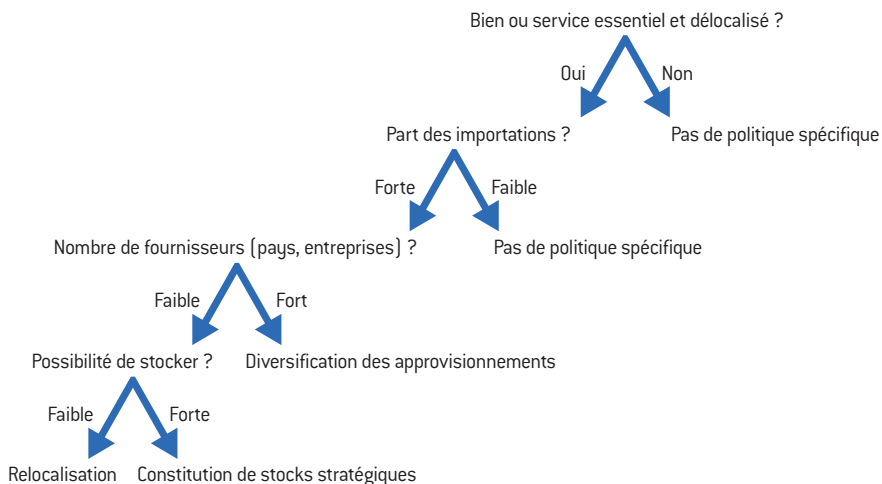 Bien ou service essentiel et délocalisé ?
Oui
Non
Part des importations ?
Pas de politique spécifique
Forte
Faible
Nombre de fournisseurs (pays, entreprises) ?
Pas de politique spécifique
Faible
Fort
Possibilité de stocker ?
Diversification des approvisionnements
Faible
Forte
Relocalisation
Constitution de stocks stratégiques